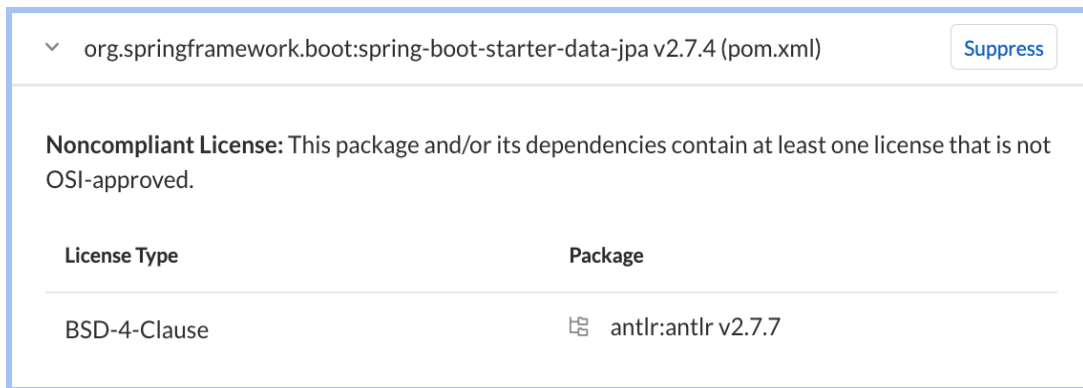 org.springframework.boot:spring-boot-starter-data-jpa v2.7.4 (pom.xml)
Suppress
Noncompliant License: This package and/or its dependencies contain at least one license that is not
OSI-approved.
License Type Package
BSD-4-Clause antlr:antlr v2.7.7